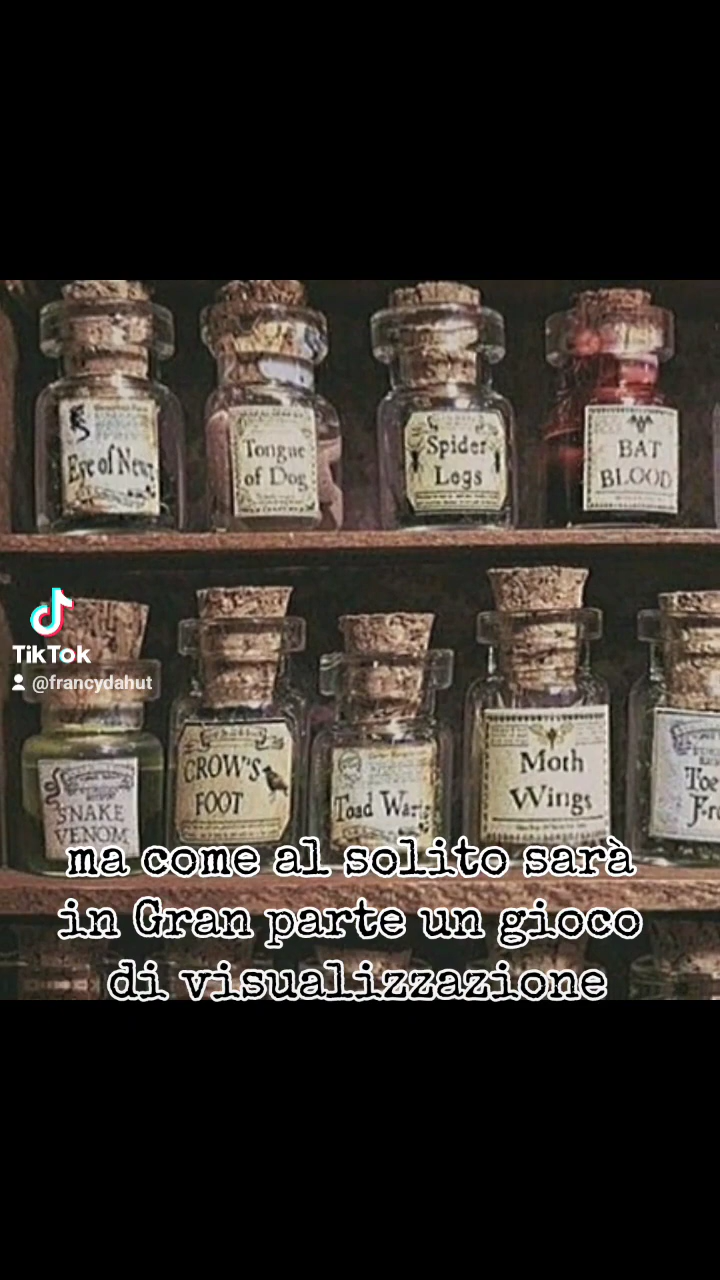 Eye of Newt
Tongue
of Dog
Spider
Legs
BAT
BLOOD
TikTok
@francydahut
SNAKE
VENOM
CROW'S
FOOT
Toad Warts
Moth
Wings
Toe
ma come al solito sarà
in Gran parte un gioco
di visualizzazione